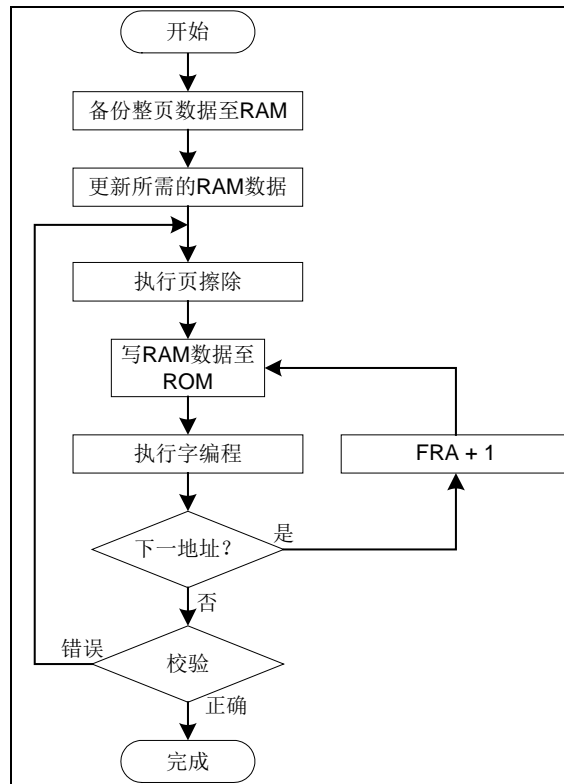 开始
备份整页数据至RAM
更新所需的RAM数据
执行页擦除
写RAM数据至
ROM
执行字编程
FRA + 1
下一地址？
是
否
错误
校验
正确
完成